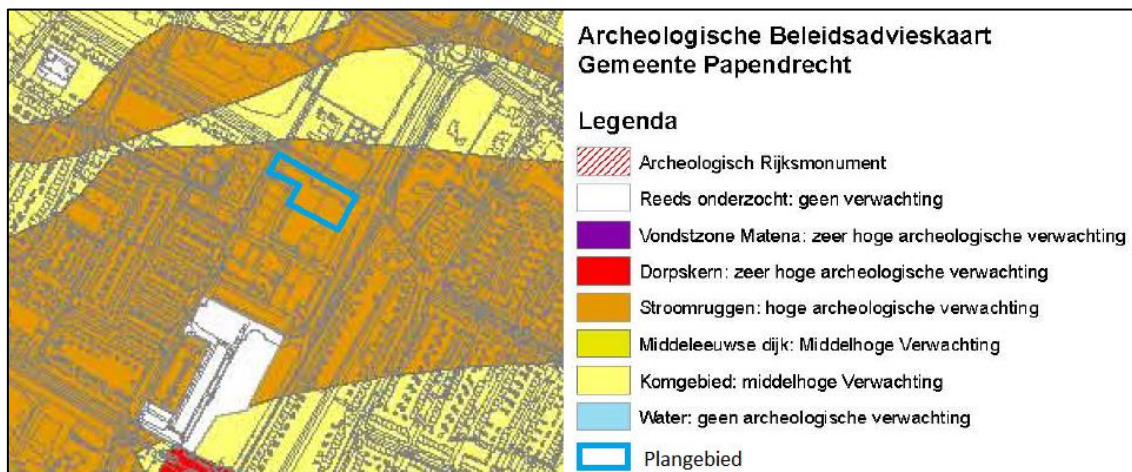 Archeologische Beleidsadvieskaart
Gemeente Papendrecht
Legenda
Archeologisch Rijksmonument
Reeds onderzocht: geen verwachting
Vondstzone Matena: zeer hoge archeologische verwachting
Dorpskern: zeer hoge archeologische verwachting
Stroomruggen: hoge archeologische verwachting
Middeleeuwse dijk: Middelhoge Verwachting
Komgebied: middelhoge Verwachting
Water: geen archeologische verwachting
Plangebied